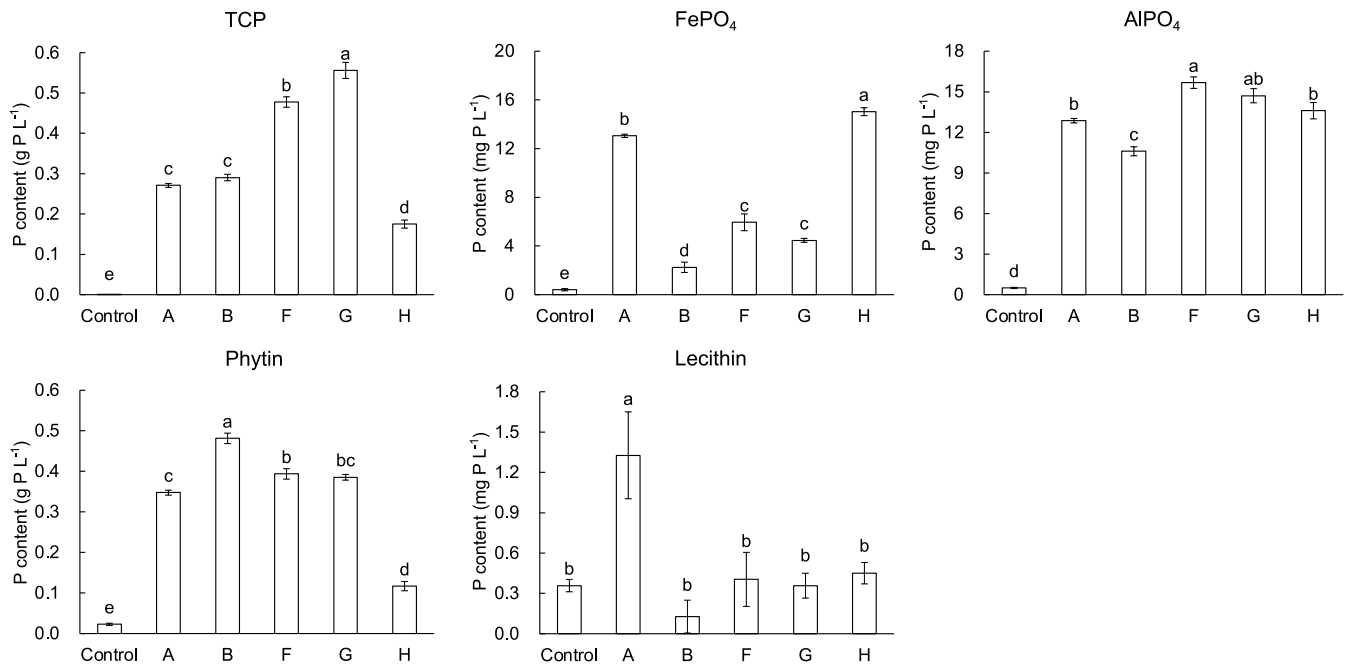 TCP
P content (g P L⁻¹)
0.6
0.5
0.4
0.3
0.2
0.1
0.0
e
c
c
b
a
d
Control A B F G H
FePO₄
P content (mg P L⁻¹)
20
16
12
8
4
0
e
b
d
c
c
a
Control A B F G H
AlPO₄
P content (mg P L⁻¹)
18
15
12
9
6
3
0
d
b
c
a
ab
b
Control A B F G H
Phytin
P content (g P L⁻¹)
0.6
0.5
0.4
0.3
0.2
0.1
0.0
e
c
a
b
bc
d
Control A B F G H
Lecithin
P content (mg P L⁻¹)
1.8
1.5
1.2
0.9
0.6
0.3
0.0
b
a
b
b
b
b
Control A B F G H